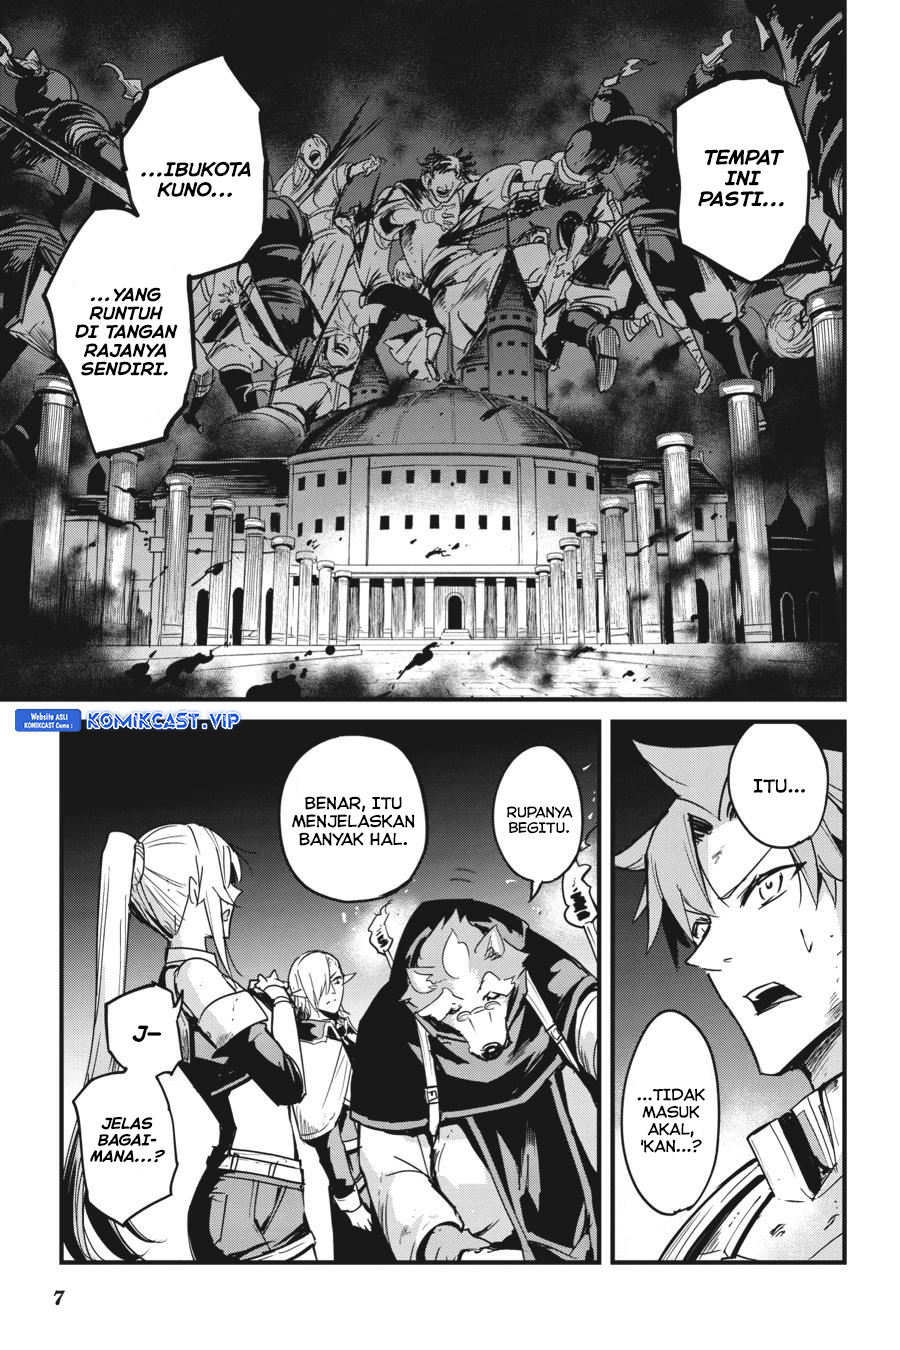 TEMPAT
INI
PASTI...
...IBUKOTA
KUNO...
...YANG
RUNTUH
DI TANGAN
RAJANYA
SENDIRI.
Website ASLI
KOMIKCAST Cuma :
KOMIKCAST.VIP
ITU...
...TIDAK
MASUK
AKAL,
'KAN...?
RUPANYA
BEGITU.
BENAR, ITU
MENJELASKAN
BANYAK HAL.
J–
JELAS
BAGAI-
MANA...?
7